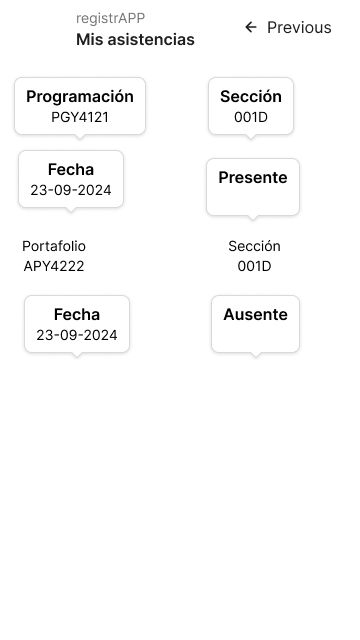 registrAPP
Mis asistencias
← Previous
Programación
PGY4121
Sección
001D
Fecha
23-09-2024
Presente
Portafolio
APY4222
Sección
001D
Fecha
23-09-2024
Ausente